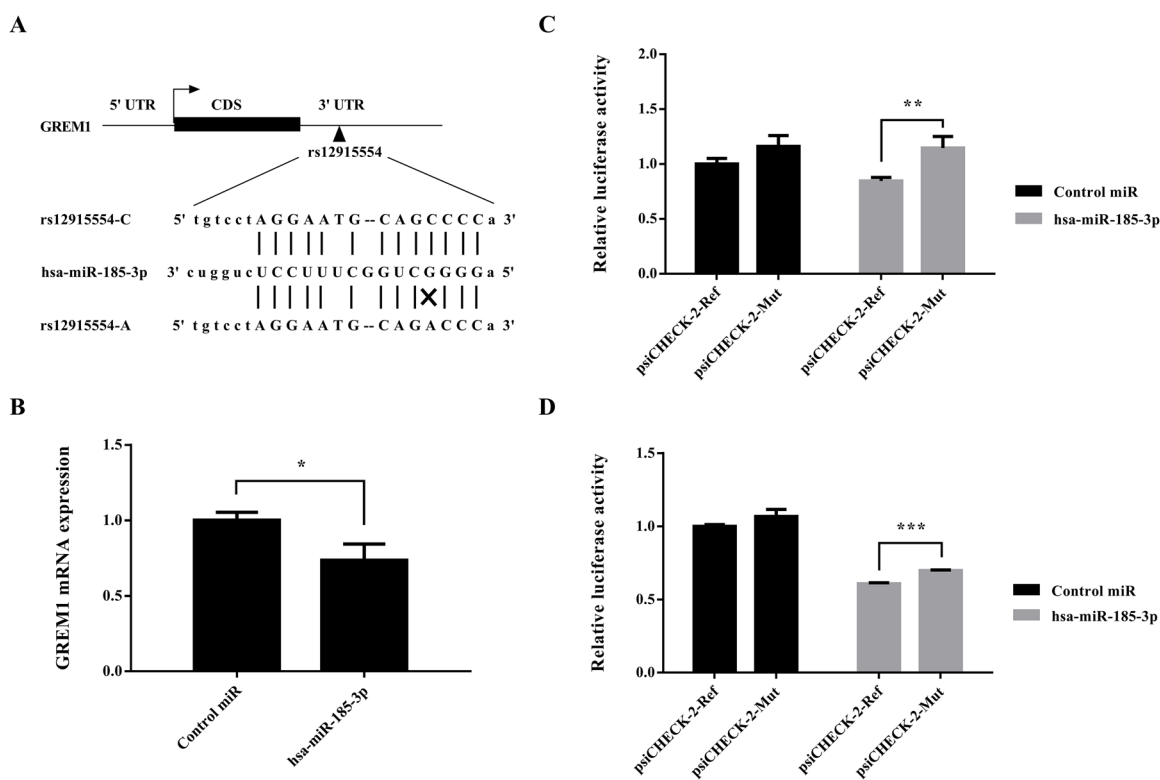 A
5' UTR CDS 3' UTR
GREM1
rs12915554
rs12915554-C 5' tgtcctAGGAATG--CAGCCCCa 3'
hsa-miR-185-3p 3' cuggucUCCUUUCGGUCGGGGa 5'
rs12915554-A 5' tgtcctAGGAATG--CAGACCCa 3'
B
GREM1 mRNA expression
1.5
1.0
0.5
0.0
*
Control miR
hsa-miR-185-3p
C
Relative luciferase activity
2.0
1.5
1.0
0.5
0.0
**
psiCHECK-2-Ref
psiCHECK-2-Mut
psiCHECK-2-Ref
psiCHECK-2-Mut
Control miR
hsa-miR-185-3p
D
Relative luciferase activity
1.5
1.0
0.5
0.0
***
psiCHECK-2-Ref
psiCHECK-2-Mut
psiCHECK-2-Ref
psiCHECK-2-Mut
Control miR
hsa-miR-185-3p